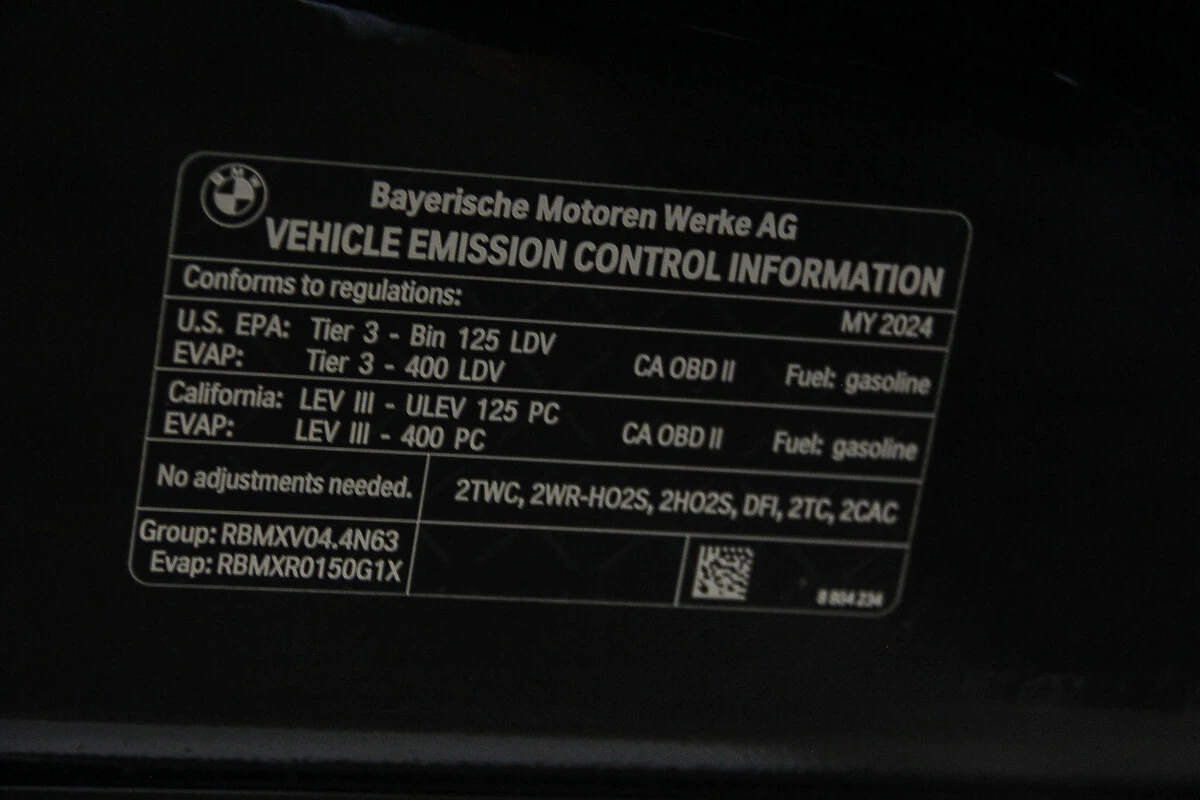 BMW
Bayerische Motoren Werke AG
VEHICLE EMISSION CONTROL INFORMATION
Conforms to regulations:
MY 2024
U.S. EPA: Tier 3 - Bin 125 LDV
EVAP: Tier 3 - 400 LDV
CA OBD II Fuel: gasoline
California: LEV III - ULEV 125 PC
EVAP: LEV III - 400 PC
CA OBD II Fuel: gasoline
No adjustments needed.
2TWC, 2WR-HO2S, 2HO2S, DFI, 2TC, 2CAC
Group: RBMXV04.4N63
Evap: RBMXR0150G1X
8 804 234